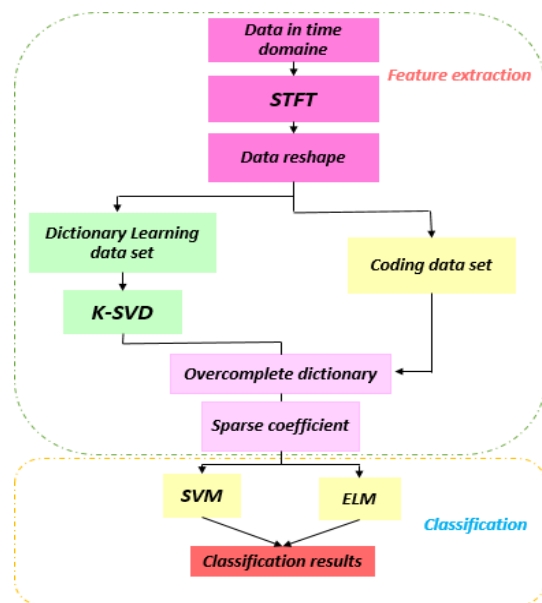 Data in time
domaine
Feature extraction
STFT
Data reshape
Dictionary Learning
data set
Coding data set
K-SVD
Overcomplete dictionary
Sparse coefficient
SVM
ELM
Classification
Classification results